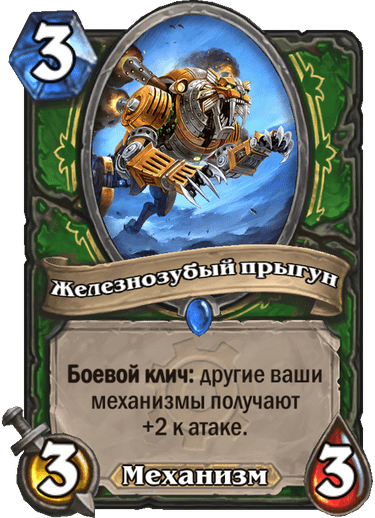 3
Железнозубый прыгун
Боевой клич: другие ваши
механизмы получают
+2 к атаке.
3
Механизм
3